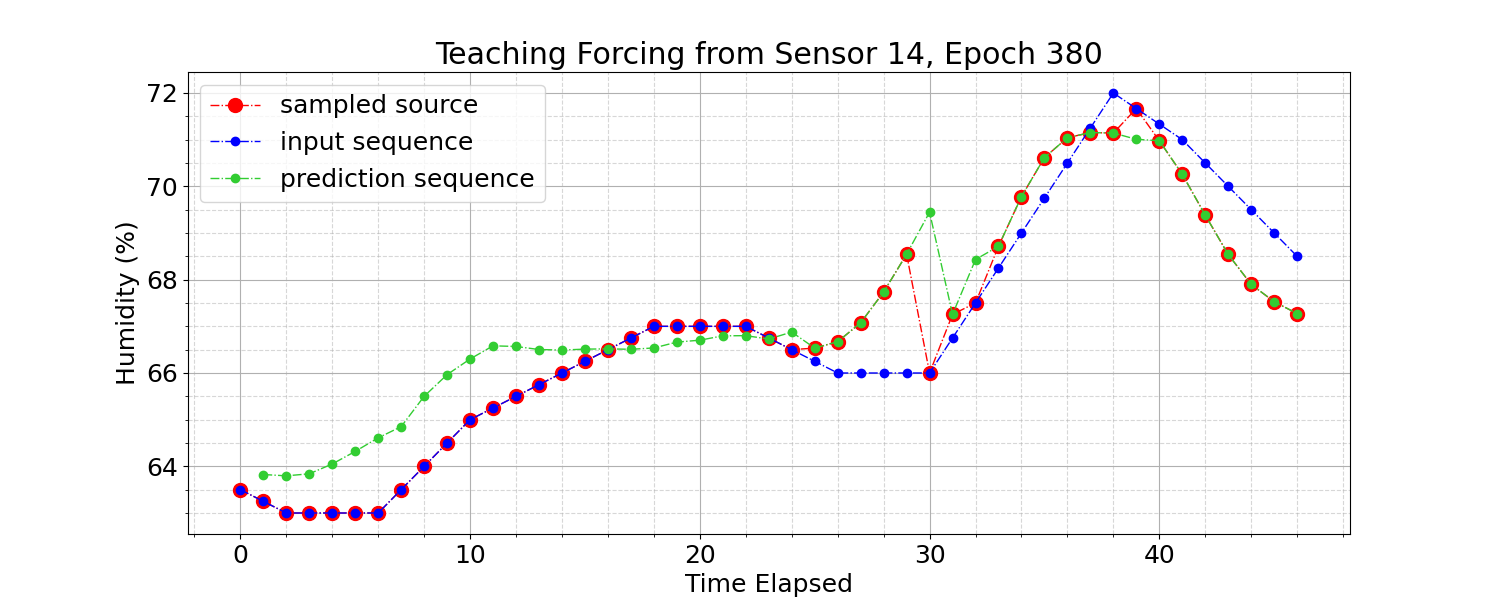 Teaching Forcing from Sensor 14, Epoch 380
72
70
68
66
64
Humidity (%)
sampled source
input sequence
prediction sequence
0 10 20 30 40
Time Elapsed